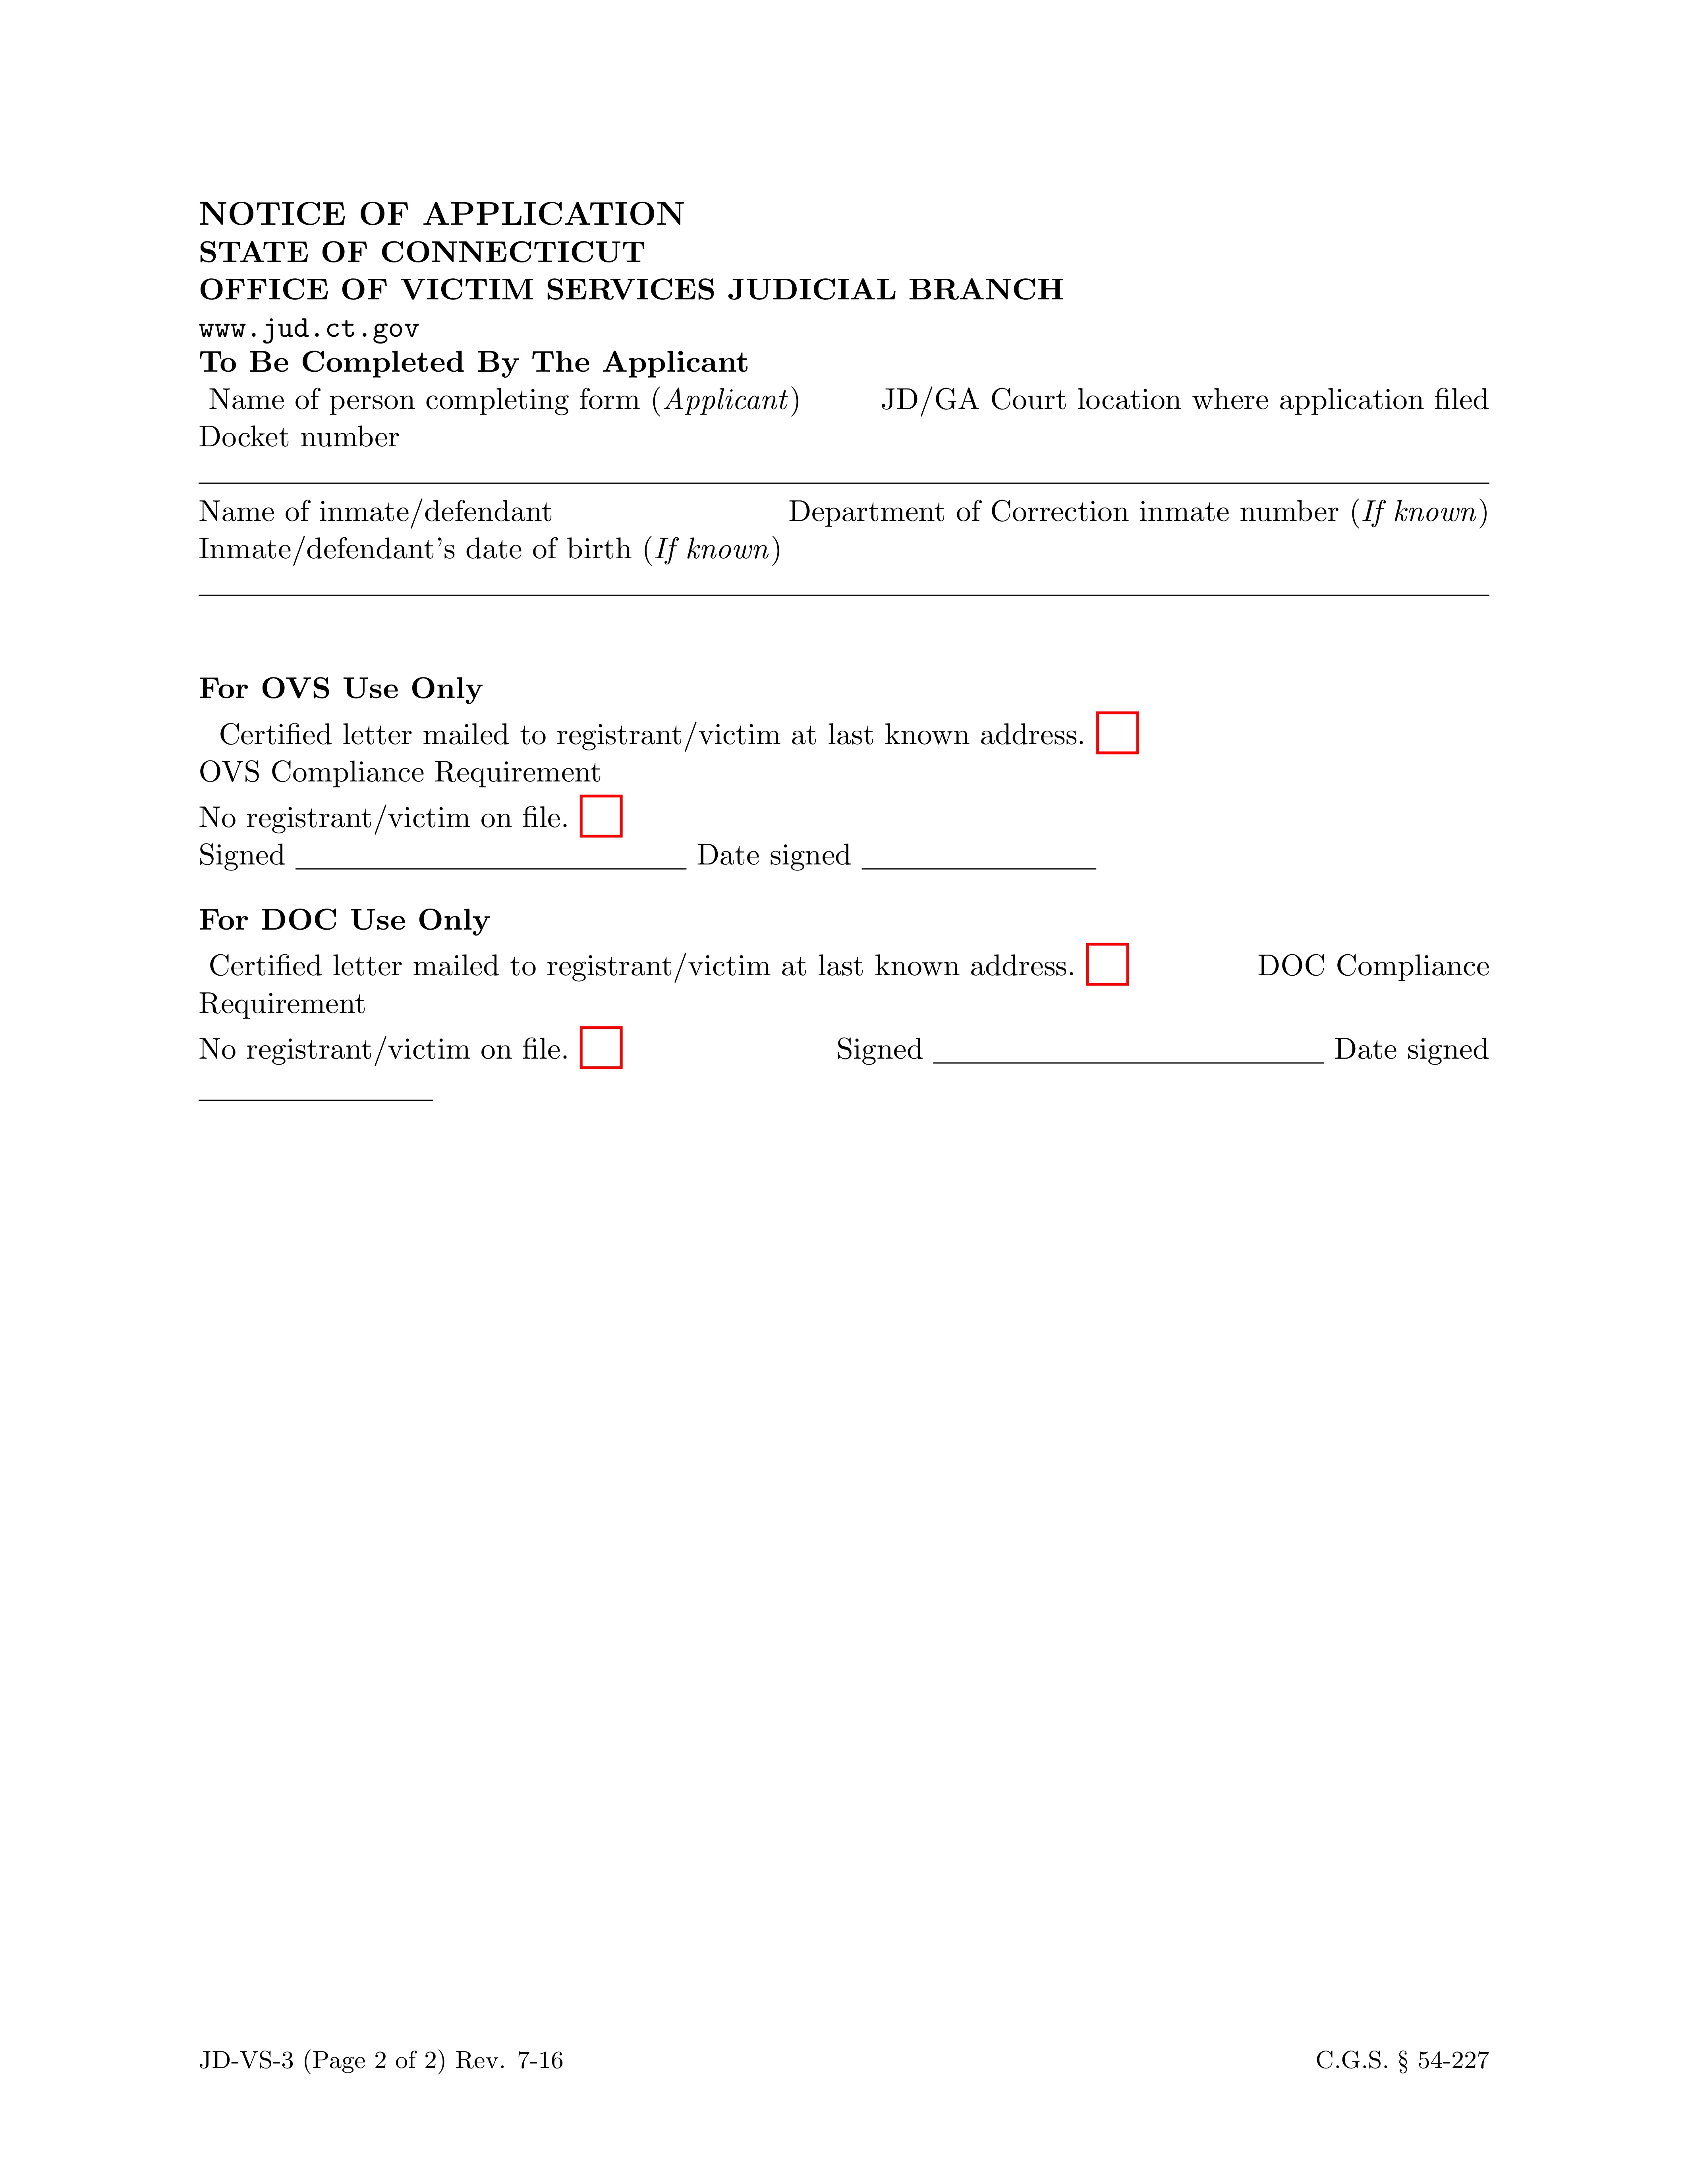 NOTICE OF APPLICATION
STATE OF CONNECTICUT
OFFICE OF VICTIM SERVICES JUDICIAL BRANCH
www.jud.ct.gov
To Be Completed By The Applicant
Name of person completing form (Applicant) JD/GA Court location where application filed
Docket number
Name of inmate/defendant Department of Correction inmate number (If known)
Inmate/defendant's date of birth (If known)
For OVS Use Only
Certified letter mailed to registrant/victim at last known address.
OVS Compliance Requirement
No registrant/victim on file.
Signed Date signed
For DOC Use Only
Certified letter mailed to registrant/victim at last known address. DOC Compliance
Requirement
No registrant/victim on file. Signed Date signed
JD-VS-3 (Page 2 of 2) Rev. 7-16 C.G.S. § 54-227